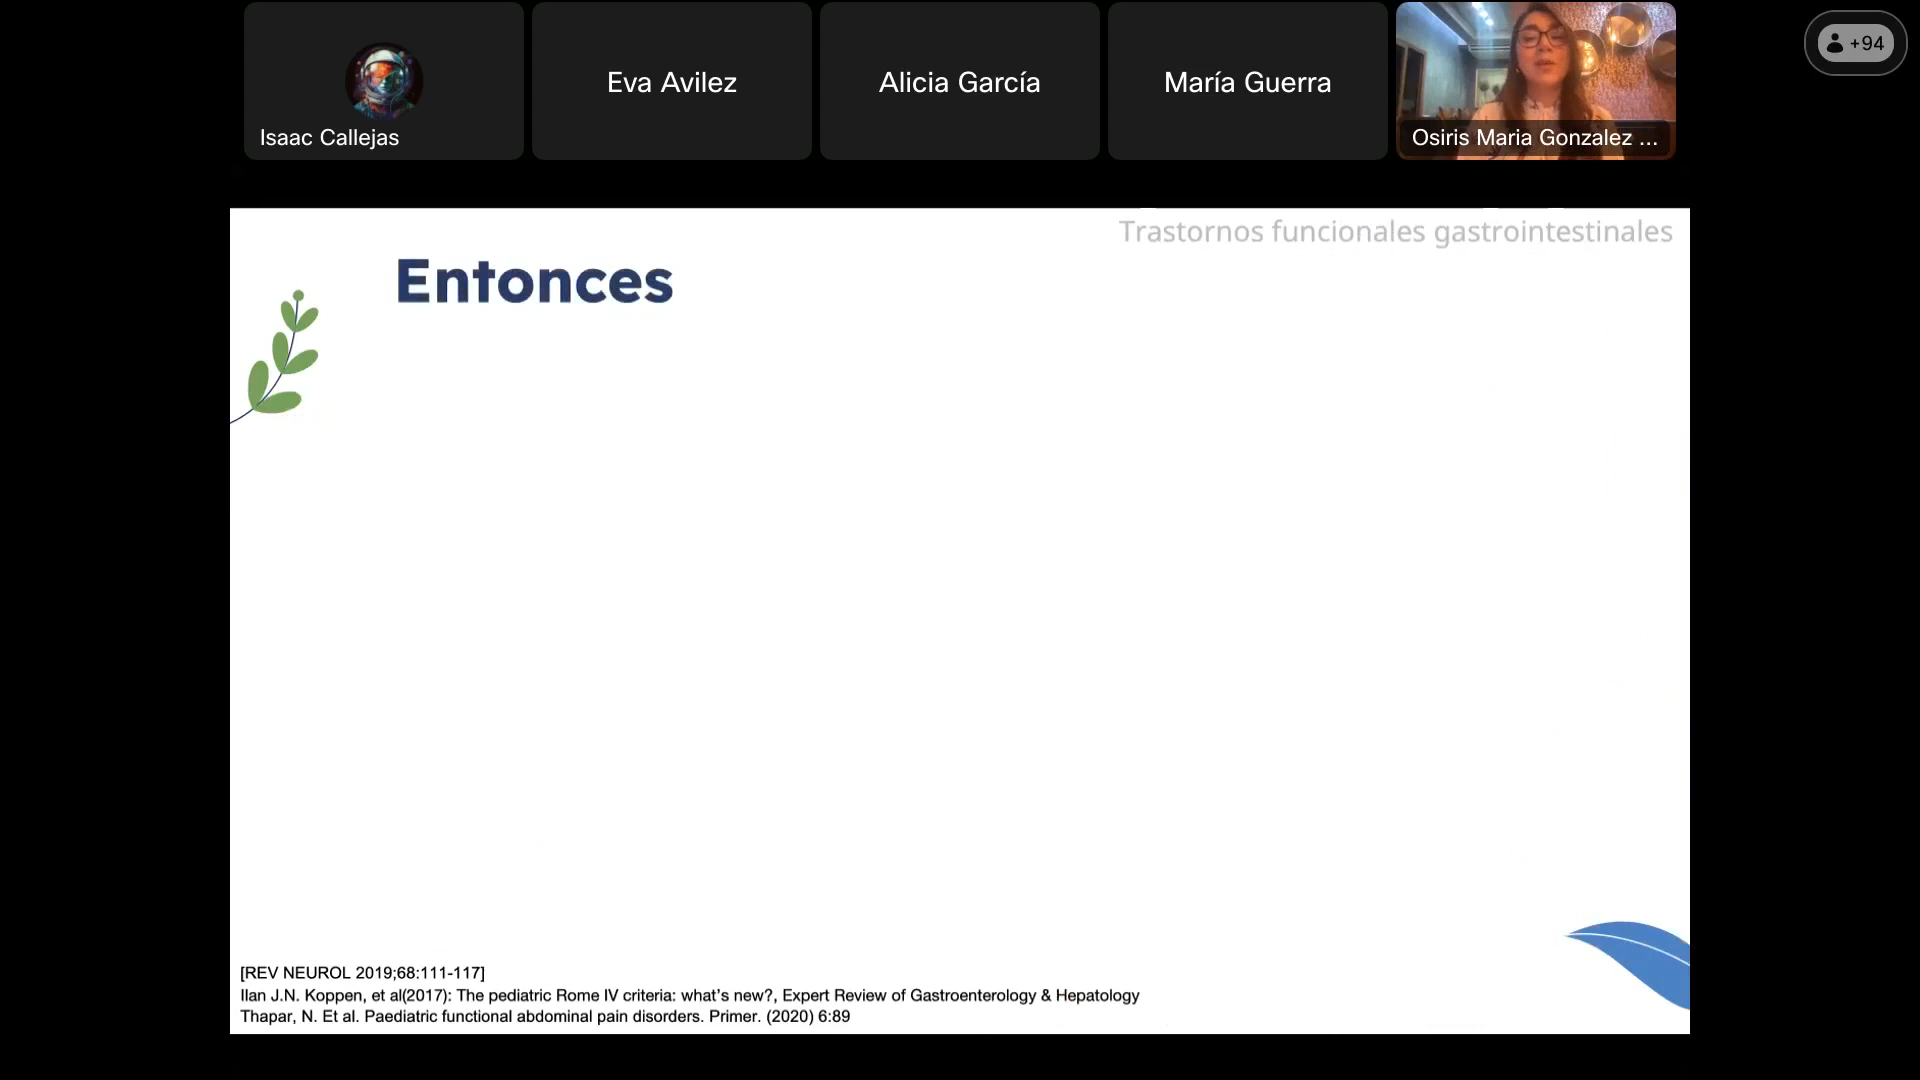 Isaac Callejas
Eva Avilez
Alicia García
María Guerra
Osiris Maria Gonzalez ...
+94
Trastornos funcionales gastrointestinales
Entonces
[REV NEUROL 2019;68:111-117]
Ilan J.N. Koppen, et al(2017): The pediatric Rome IV criteria: what’s new?, Expert Review of Gastroenterology & Hepatology
Thapar, N. Et al. Paediatric functional abdominal pain disorders. Primer. (2020) 6:89